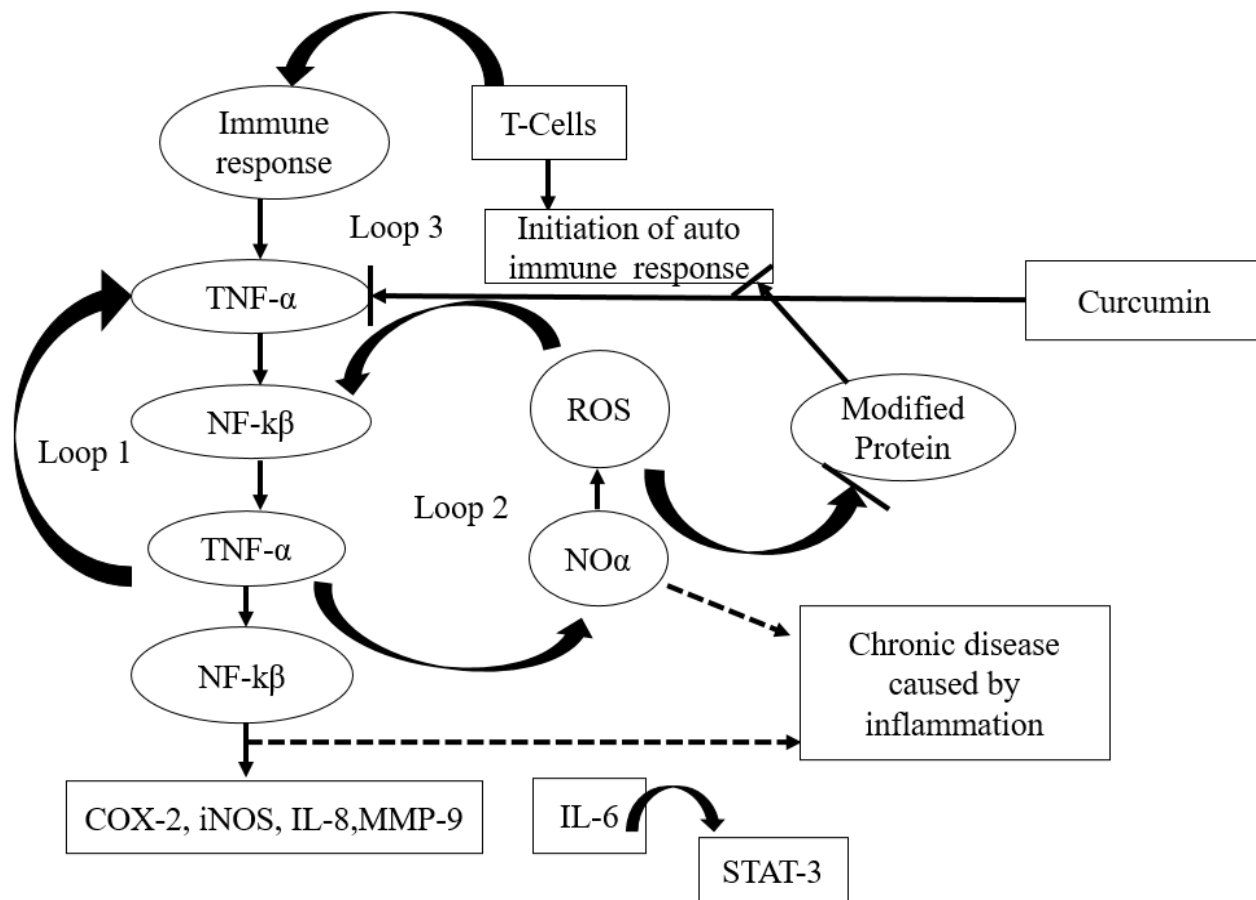 Immune
response
T-Cells
Loop 3
Initiation of auto
immune response
TNF-α
Curcumin
NF-kβ
ROS
Modified
Protein
Loop 1
Loop 2
TNF-α
NOα
NF-kβ
Chronic disease
caused by
inflammation
COX-2, iNOS, IL-8,MMP-9
IL-6
STAT-3